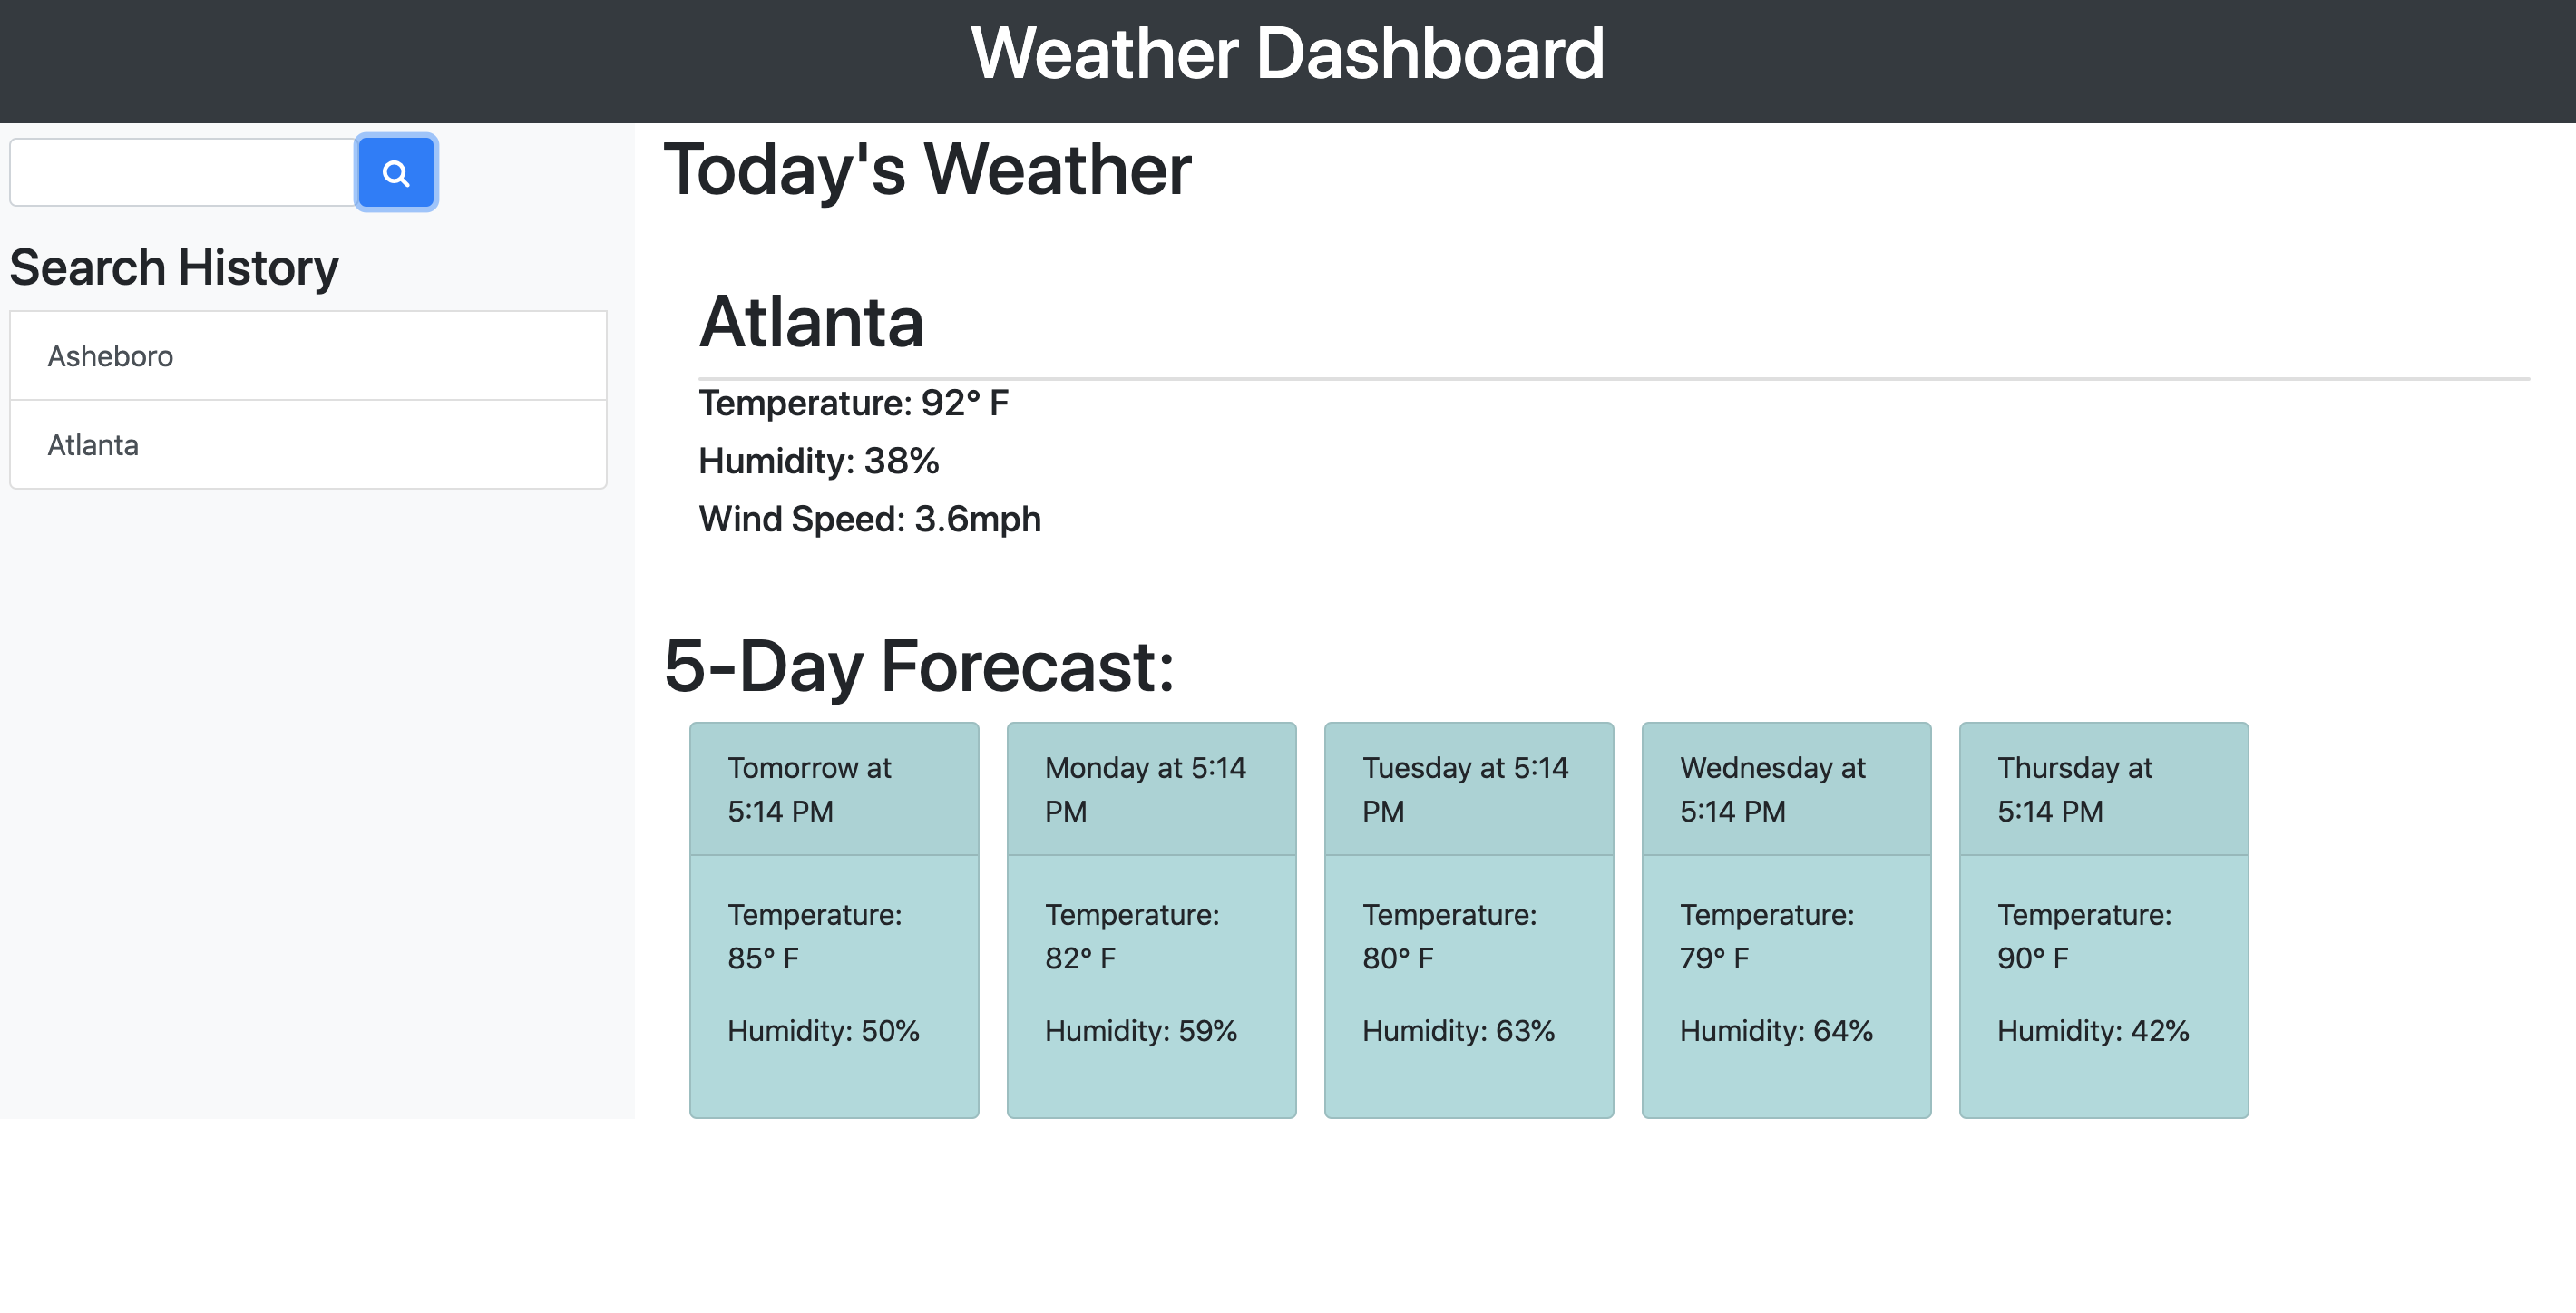 Weather Dashboard
Search History
Asheboro
Atlanta
Today's Weather
Atlanta
Temperature: 92° F
Humidity: 38%
Wind Speed: 3.6mph
5-Day Forecast:
Tomorrow at
5:14 PM
Temperature:
85° F
Humidity: 50%
Monday at 5:14
PM
Temperature:
82° F
Humidity: 59%
Tuesday at 5:14
PM
Temperature:
80° F
Humidity: 63%
Wednesday at
5:14 PM
Temperature:
79° F
Humidity: 64%
Thursday at
5:14 PM
Temperature:
90° F
Humidity: 42%